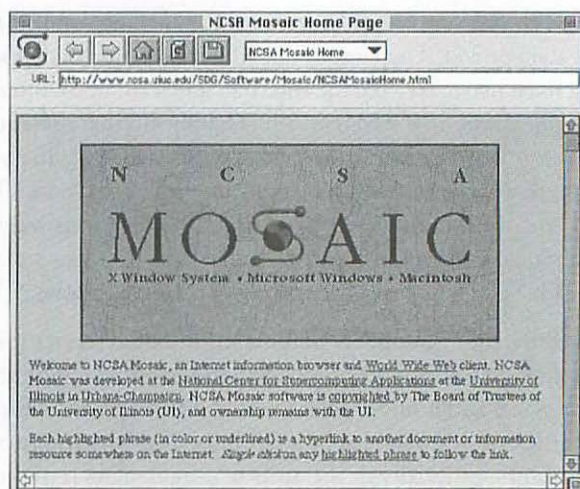 NCSA Mosaic Home Page
NCSA Mosaic Home
URL: http://www.ncsa.uiuc.edu/SDG/Software/Mosaic/NCSAMosaicHome.html
N C S A
MOSAIC
X Window System • Microsoft Windows • Macintosh
Welcome to NCSA Mosaic, an Internet information browser and World Wide Web client. NCSA
Mosaic was developed at the National Center for Supercomputing Applications at the University of
Illinois in Urbana-Champaign. NCSA Mosaic software is copyrighted by The Board of Trustees of
the University of Illinois (UI), and ownership remains with the UI.
Each highlighted phrase (in color or underlined) is a hyperlink to another document or information
resource somewhere on the Internet. Single click on any highlighted phrase to follow the link.